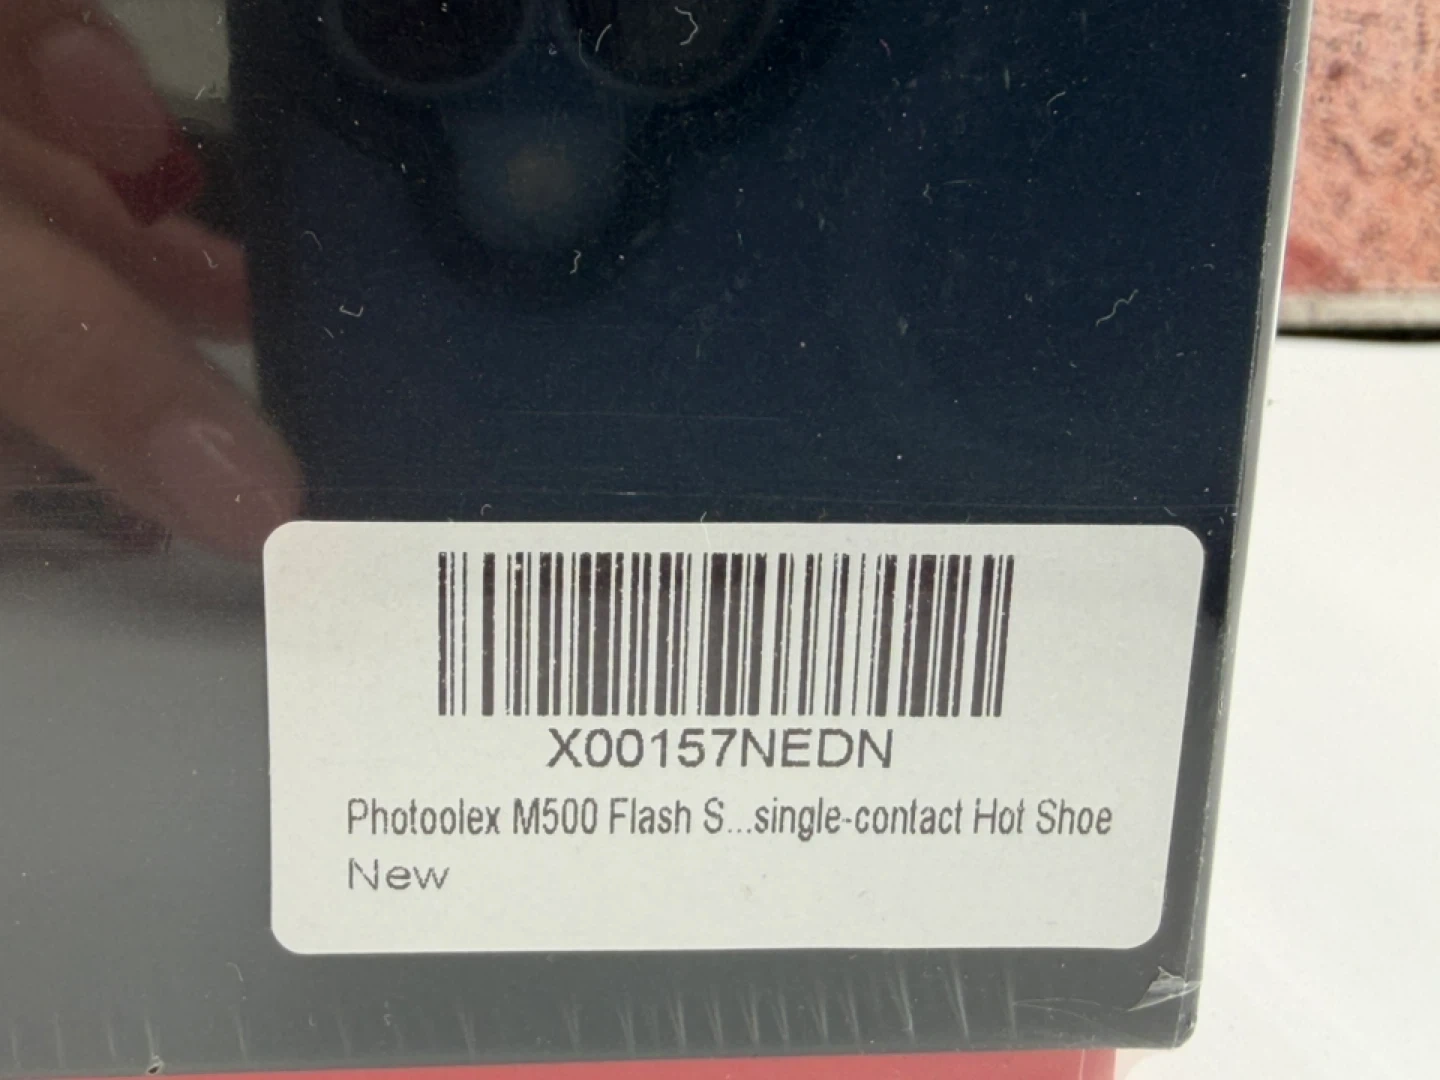 X00157NEDN
Photoolex M500 Flash S...single-contact Hot Shoe
New